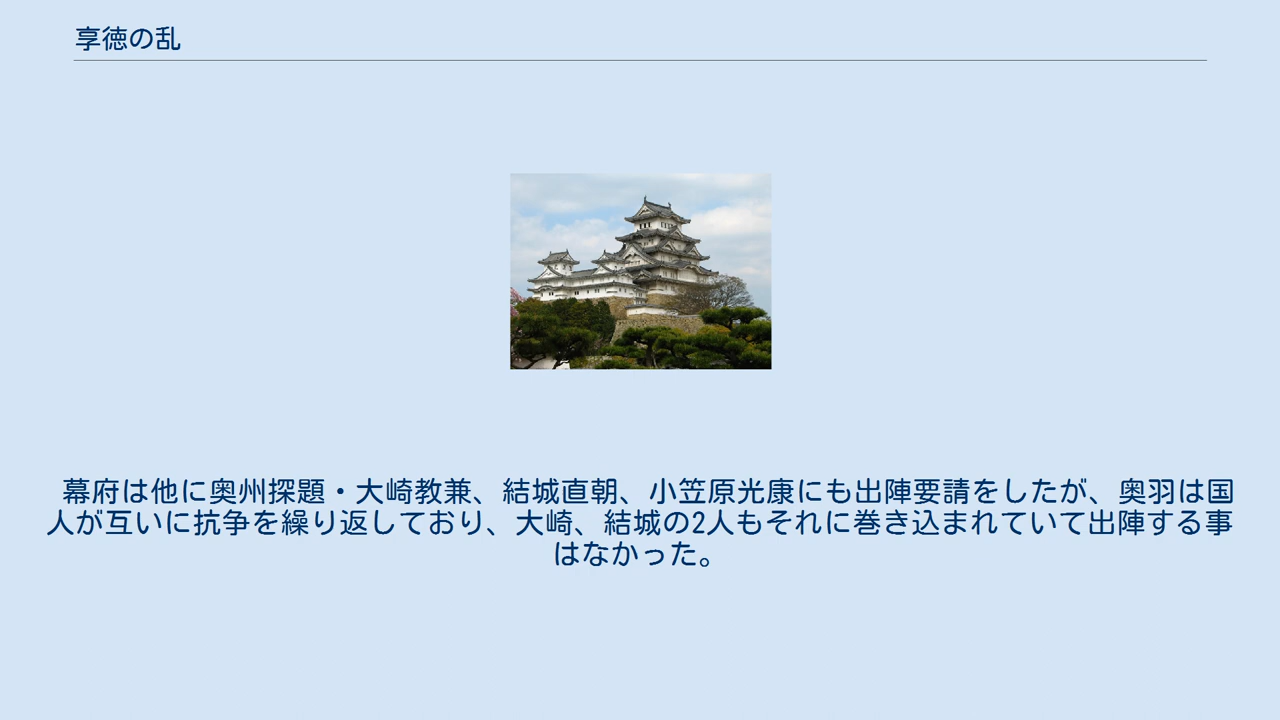 享徳の乱
幕府は他に奥州探題・大崎教兼、結城直朝、小笠原光康にも出陣要請をしたが、奥羽は国
人が互いに抗争を繰り返しており、大崎、結城の2人もそれに巻き込まれていて出陣する事
はなかった。